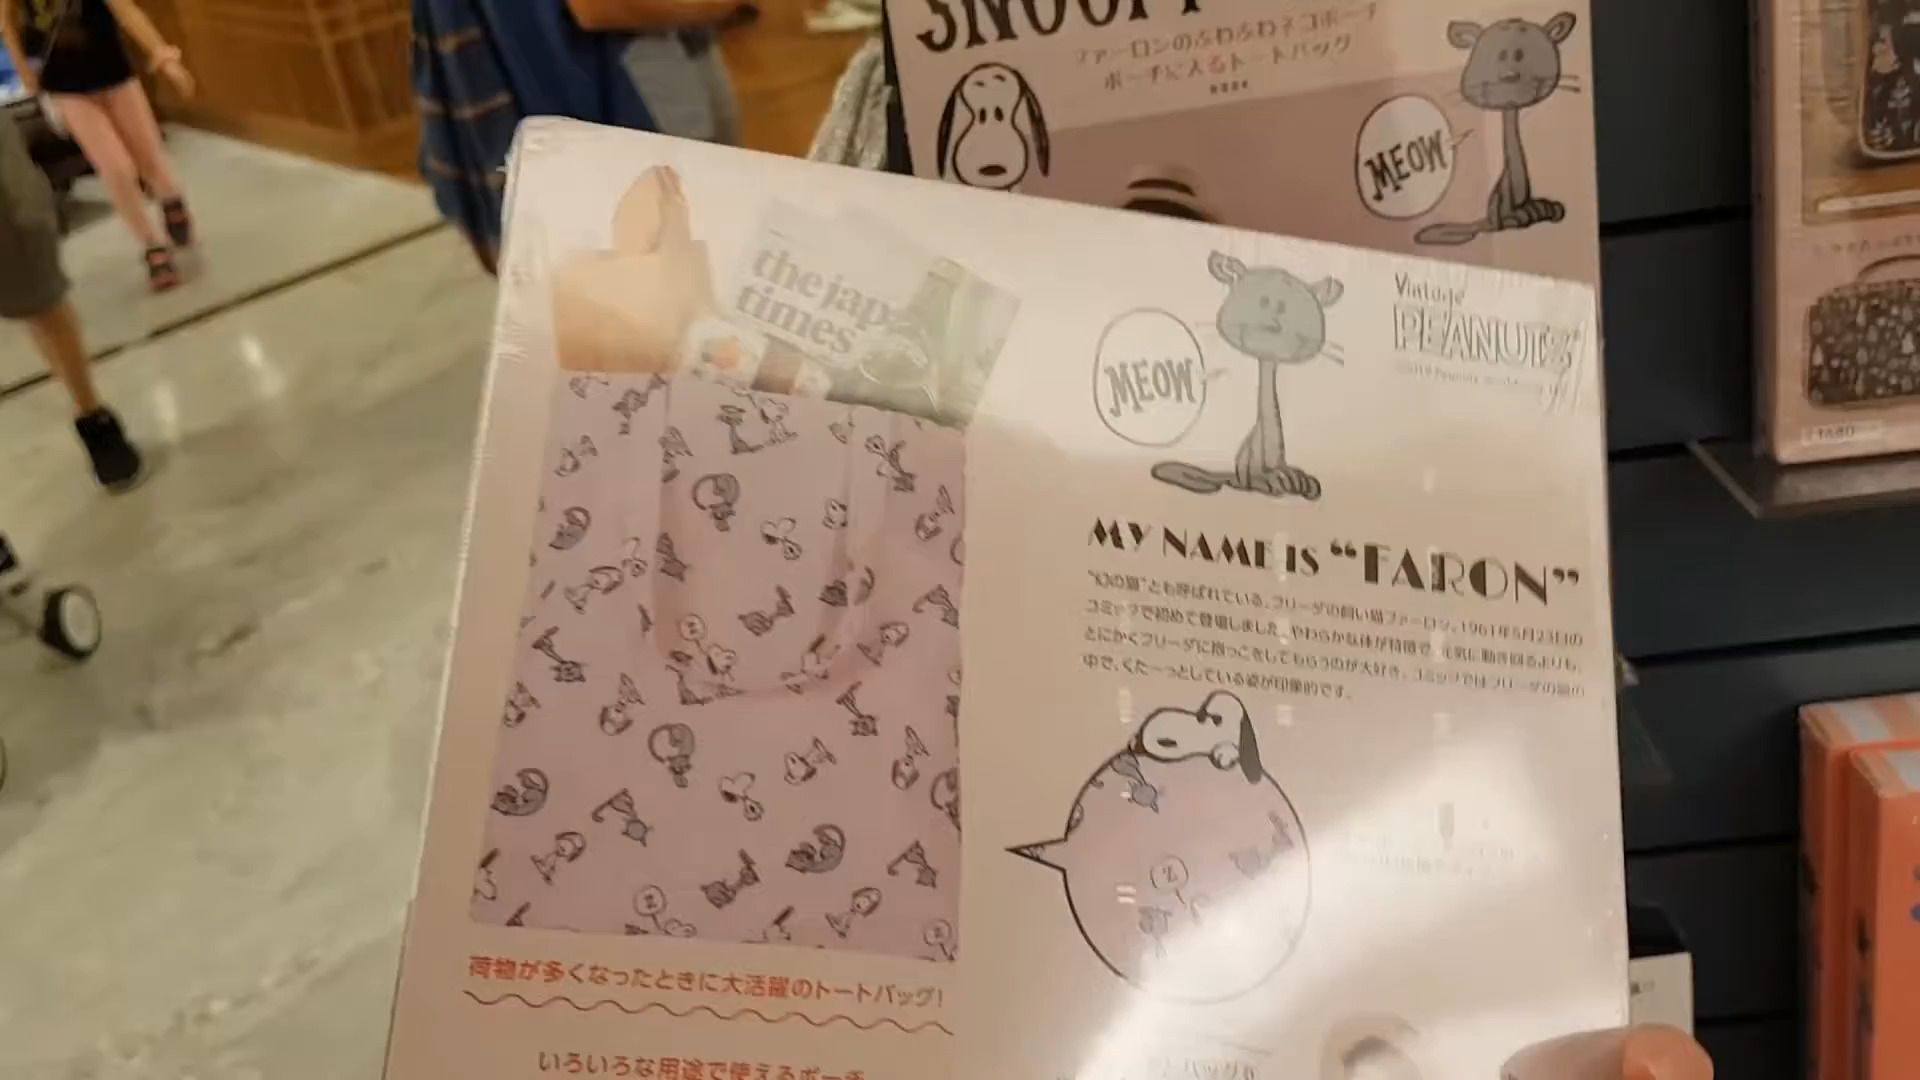 SNOOPY
ファーロンのふわふわネコポーチ
ポーチに入るトートバッグ
MEOW
the jap
times
MEOW
Vintage
PEANUTS
MY NAME IS “FARON”
“幻の猫”とも呼ばれている、フリーダの飼い猫ファーロン。1961年5月23日の
コミックで初めて登場しました。やわらかな体が特徴で、元気に動き回るよりも、
とにかくフリーダに抱っこをしてもらうのが大好き。コミックではフリーダの腕の
中で、くたーっとしている姿が印象的です。
荷物が多くなったときに大活躍のトートバッグ!
いろいろな用途で使えるポーチ